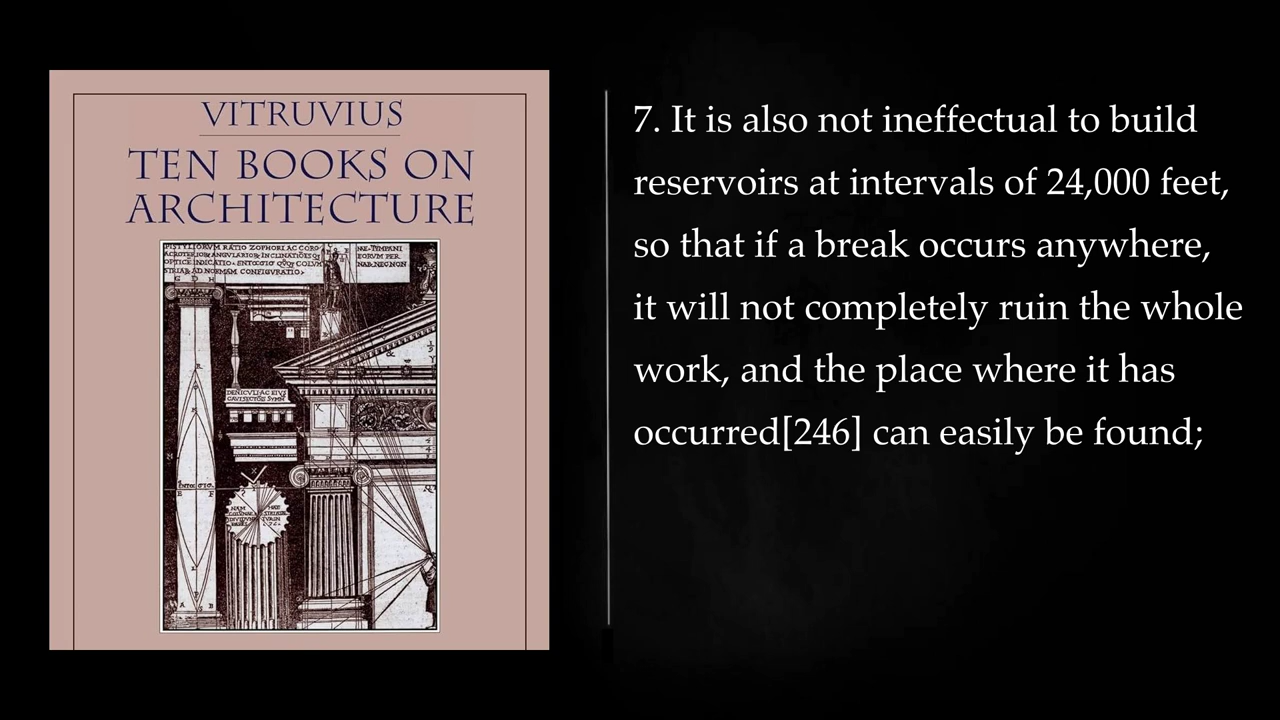 VITRUVIUS
TEN BOOKS ON
ARCHITECTURE
7. It is also not ineffectual to build
reservoirs at intervals of 24,000 feet,
so that if a break occurs anywhere,
it will not completely ruin the whole
work, and the place where it has
occurred[246] can easily be found;